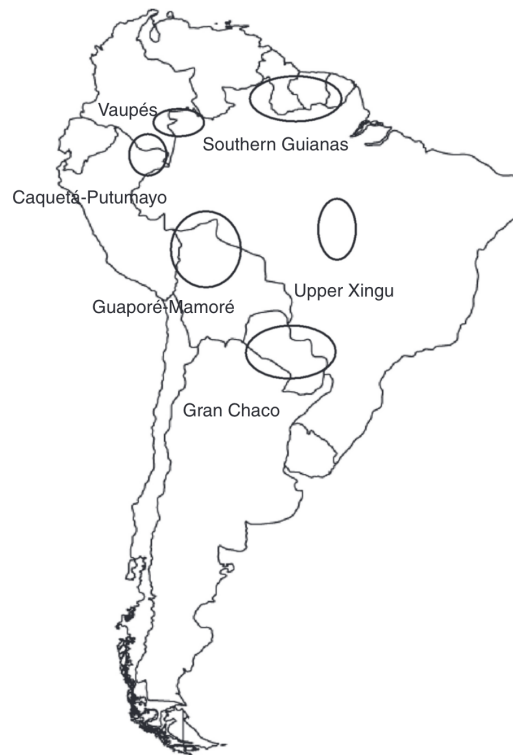 Vaupés
Southern Guianas
Caquetá-Putumayo
Upper Xingu
Guaporé-Mamoré
Gran Chaco